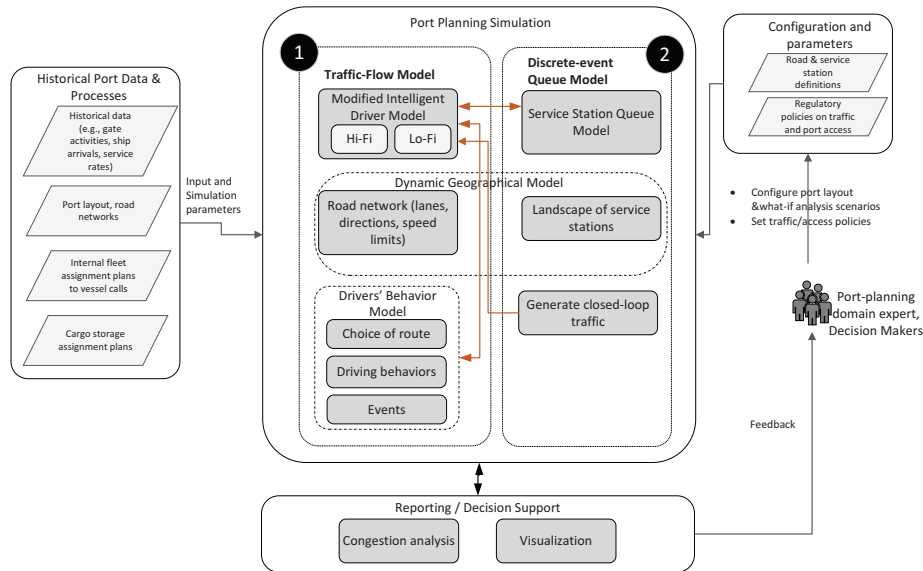 Port Planning Simulation
1
2
Traffic-Flow Model
Discrete-event
Queue Model
Modified Intelligent
Driver Model
Hi-Fi
Lo-Fi
Service Station Queue
Model
Dynamic Geographical Model
Road network (lanes,
directions, speed
limits)
Landscape of service
stations
Drivers’ Behavior
Model
Choice of route
Driving behaviors
Events
Generate closed-loop
traffic
Historical Port Data &
Processes
Historical data
(e.g., gate
activities, ship
arrivals, service
rates)
Port layout, road
networks
Internal fleet
assignment plans
to vessel calls
Cargo storage
assignment plans
Input and
Simulation
parameters
Configuration and
parameters
Road & service
station
definitions
Regulatory
policies on traffic
and port access
• Configure port layout
&what-if analysis scenarios
• Set traffic/access policies
Port-planning
domain expert,
Decision Makers
Feedback
Reporting / Decision Support
Congestion analysis
Visualization